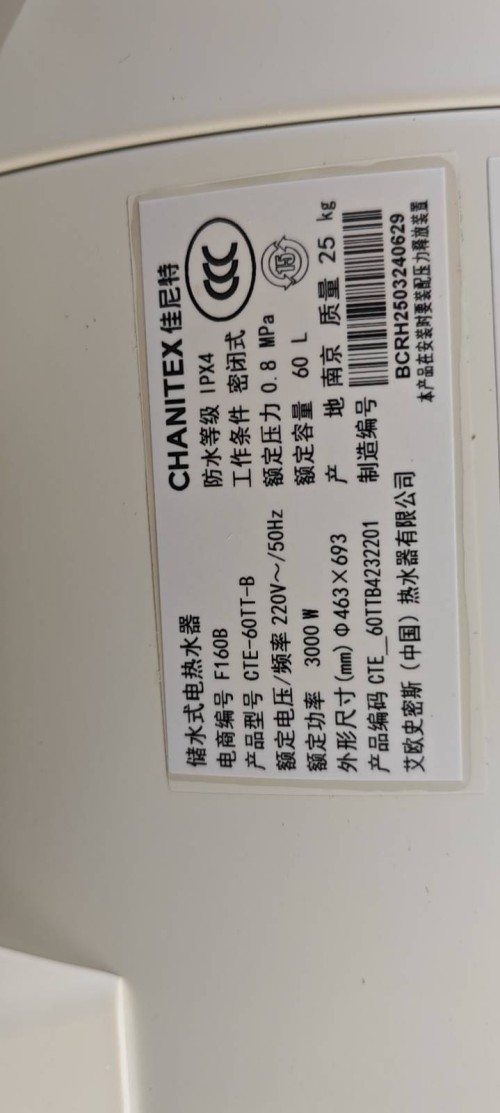 储水式电热水器
CHANITEX 佳尼特
电商编号 F160B
产品型号 CTE-60TT-B
额定电压/频率 220V～/50Hz
额定功率 3000 W
外形尺寸(mm) Φ463×693
产品编码 CTE_60TTB4232201
艾欧史密斯（中国）热水器有限公司
防水等级 IPX4
工作条件 密闭式
额定压力 0.8 MPa
额定容量 60 L
产 地 南京 质量 25 kg
制造编号
BCRH2503240629
本产品在安装时要装配压力释放装置
CCC
15